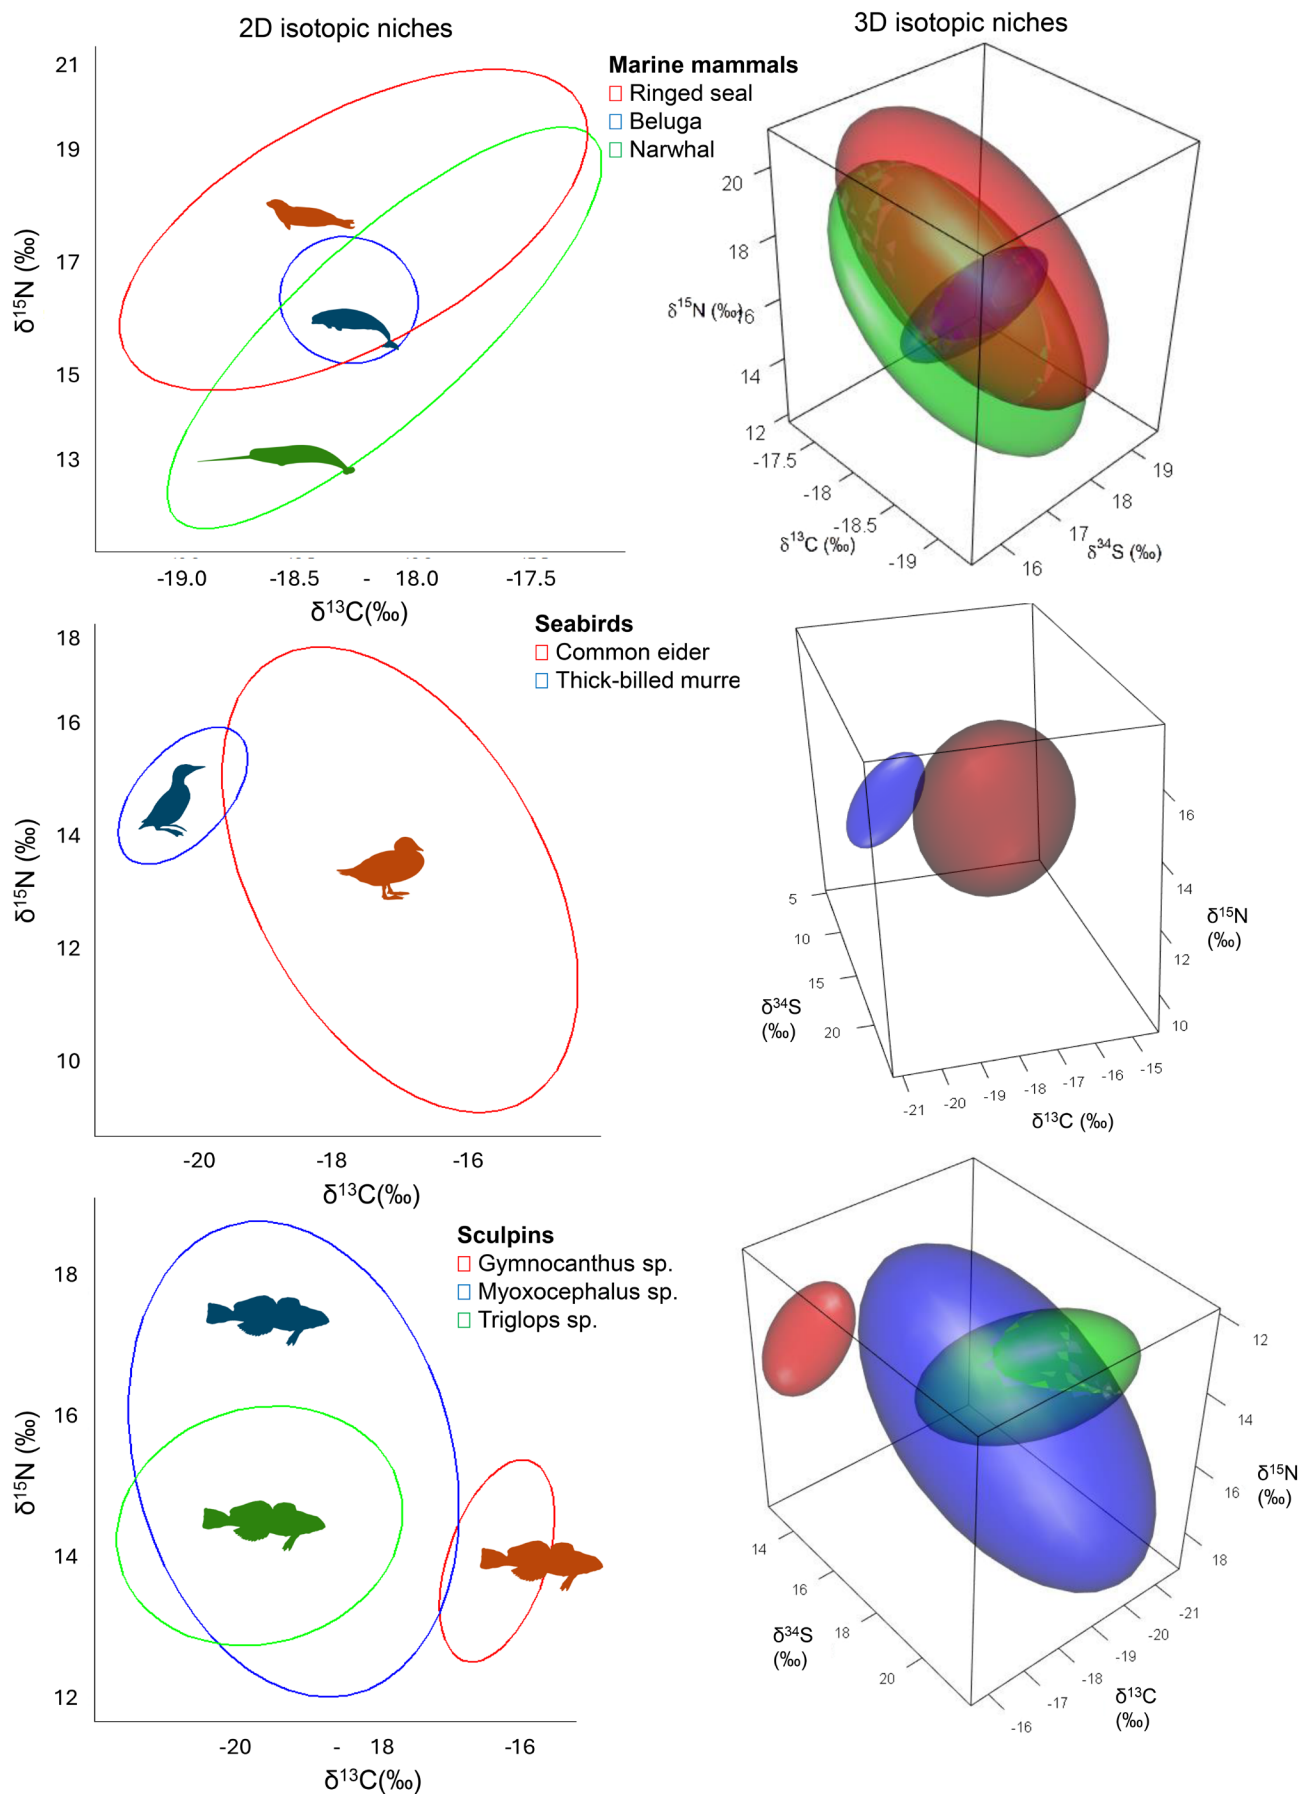 2D isotopic niches
3D isotopic niches
Marine mammals
Ringed seal
Beluga
Narwhal
21
19
17
15
13
δ¹⁵N (‰)
-19.0 -18.5 - 18.0 -17.5
δ¹³C(‰)
20
18
16
14
12
δ¹⁵N (‰)
-17.5
-18
-18.5
-19
δ¹³C (‰)
19
18
17
16
δ³⁴S (‰)
Seabirds
Common eider
Thick-billed murre
18
16
14
12
10
δ¹⁵N (‰)
-20 -18 -16
δ¹³C(‰)
5
10
15
20
δ³⁴S
(‰)
16
14
12
10
δ¹⁵N
(‰)
-21 -20 -19 -18 -17 -16 -15
δ¹³C (‰)
Sculpins
Gymnocanthus sp.
Myoxocephalus sp.
Triglops sp.
18
16
14
12
δ¹⁵N (‰)
-20 - 18 -16
δ¹³C(‰)
12
14
16
18
δ¹⁵N
(‰)
14
16
18
20
δ³⁴S
(‰)
-21
-20
-19
-18
-17
-16
δ¹³C
(‰)